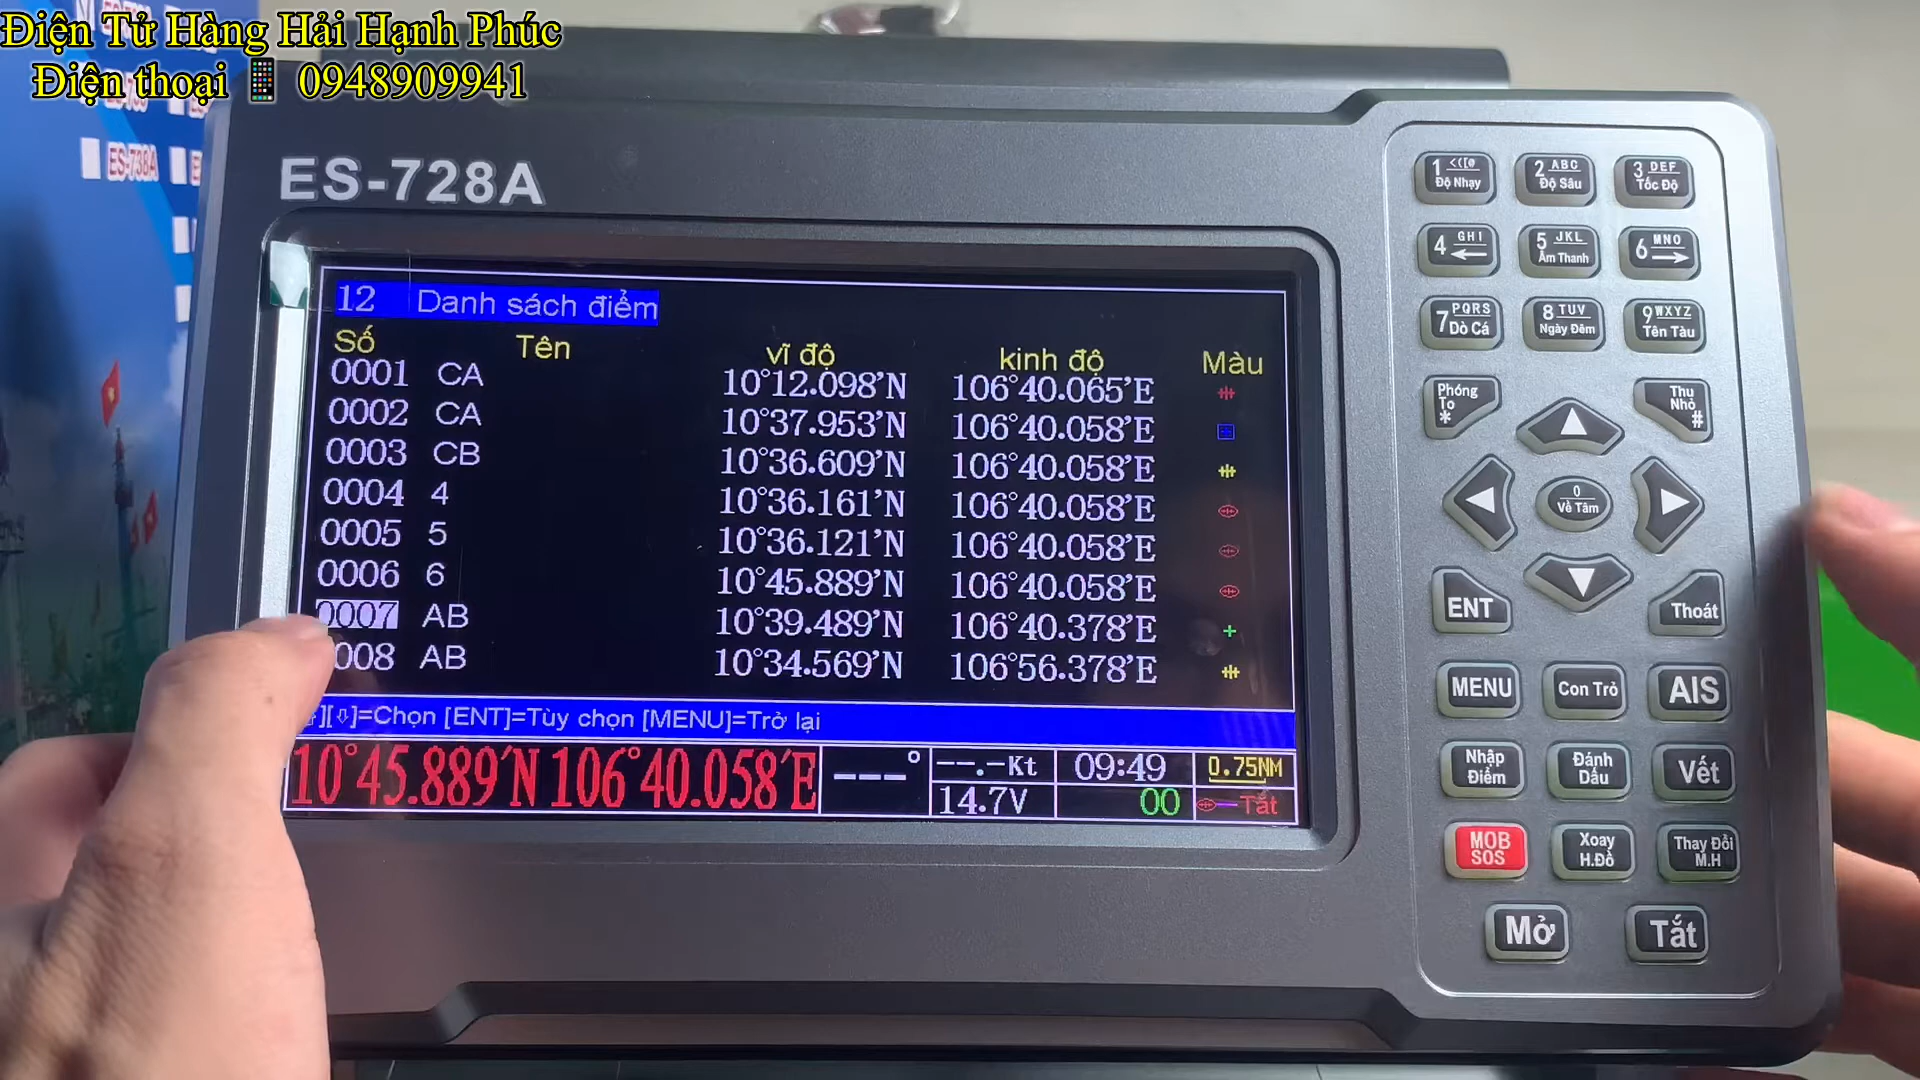 Điện Tử Hàng Hải Hạnh Phúc
Điện thoại 0948909941
ES-738A
ES-728A
12 Danh sách điểm
Số Tên vĩ độ kinh độ Màu
0001 CA 10°12.098'N 106°40.065'E
0002 CA 10°37.953'N 106°40.058'E
0003 CB 10°36.609'N 106°40.058'E
0004 4 10°36.161'N 106°40.058'E
0005 5 10°36.121'N 106°40.058'E
0006 6 10°45.889'N 106°40.058'E
0007 AB 10°39.489'N 106°40.378'E
008 AB 10°34.569'N 106°56.378'E
][⇩]=Chọn [ENT]=Tùy chọn [MENU]=Trở lại
10°45.889'N 106°40.058'E ---° --.-Kt 09:49 0.75NM
14.7V 00 Tắt
1 Độ Nhạy
2 ABC Độ Sâu
3 DEF Tốc Độ
4 GHI
5 JKL Âm Thanh
6 MNO
7 PQRS Dò Cá
8 TUV Ngày Đêm
9 WXYZ Tên Tàu
Phóng To *
Thu Nhỏ #
0 Về Tâm
ENT
Thoát
MENU
Con Trỏ
AIS
Nhập Điểm
Đánh Dấu
Vết
MOB SOS
Xoay H.Đồ
Thay Đổi M.H
Mở
Tắt